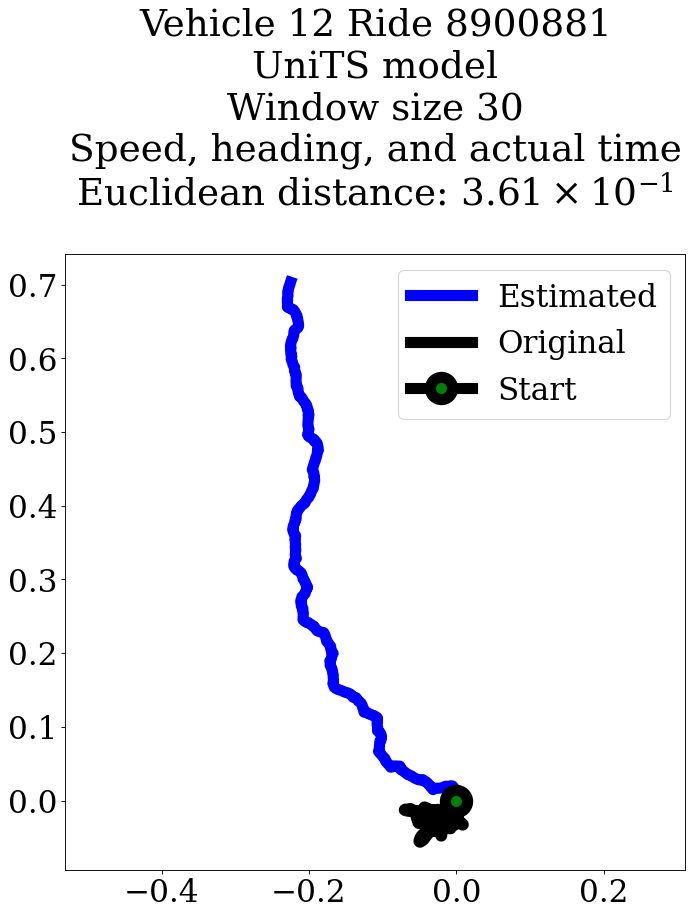 Vehicle 12 Ride 8900881
UniTS model
Window size 30
Speed, heading, and actual time
Euclidean distance: 3.61 × 10⁻¹
Estimated
Original
Start
0.7
0.6
0.5
0.4
0.3
0.2
0.1
0.0
−0.4 −0.2 0.0 0.2